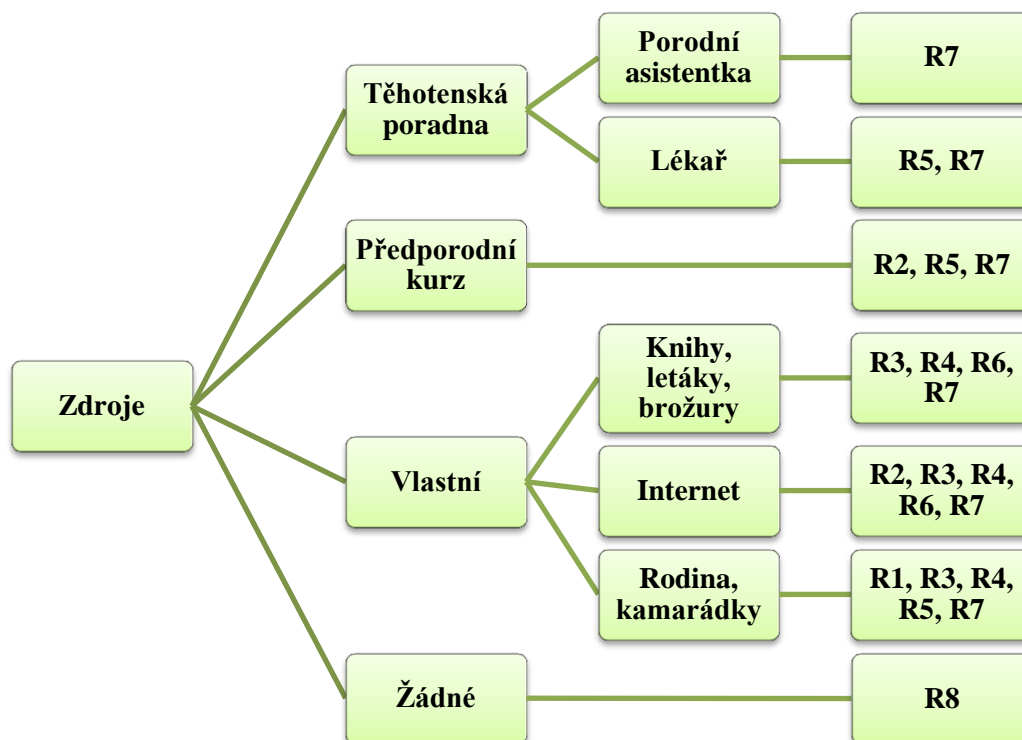 Zdroje
Těhotenská
poradna
Porodní
asistentka
R7
Lékař
R5, R7
Předporodní
kurz
R2, R5, R7
Vlastní
Knihy,
letáky,
brožury
R3, R4, R6,
R7
Internet
R2, R3, R4,
R6, R7
Rodina,
kamarádky
R1, R3, R4,
R5, R7
Žádné
R8